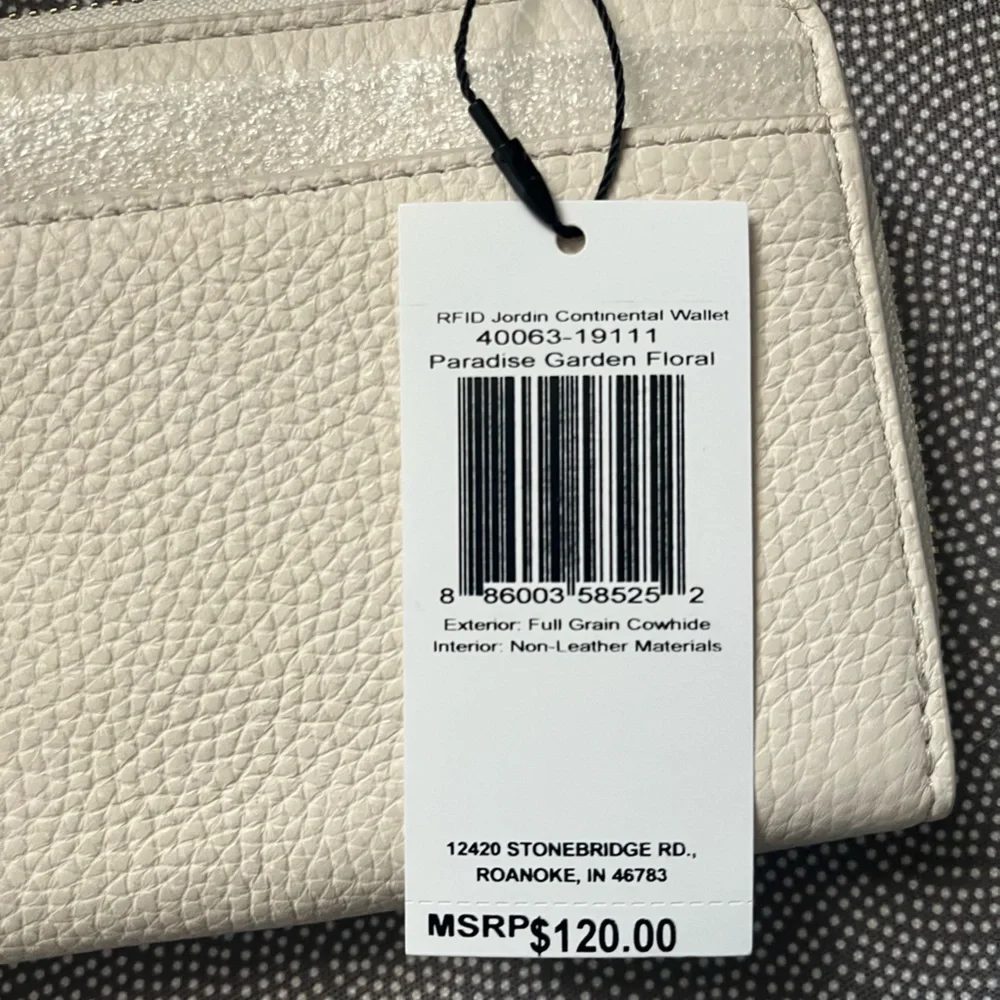 RFID Jordin Continental Wallet
40063-19111
Paradise Garden Floral
8 86003 58525 2
Exterior: Full Grain Cowhide
Interior: Non-Leather Materials
12420 STONEBRIDGE RD.,
ROANOKE, IN 46783
MSRP$120.00